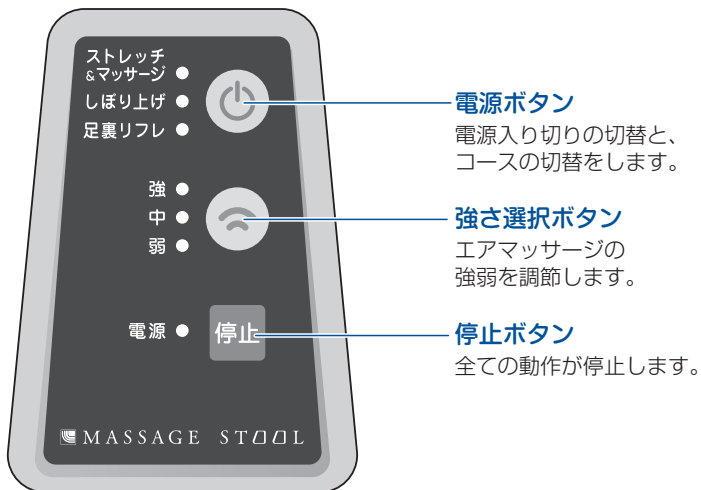 ストレッチ
&マッサージ
しぼり上げ
足裏リフレ
電源ボタン
電源入り切りの切替と、
コースの切替をします。
強
中
弱
強さ選択ボタン
エアマッサージの
強弱を調節します。
電源
停止
停止ボタン
全ての動作が停止します。
MASSAGE STOOL